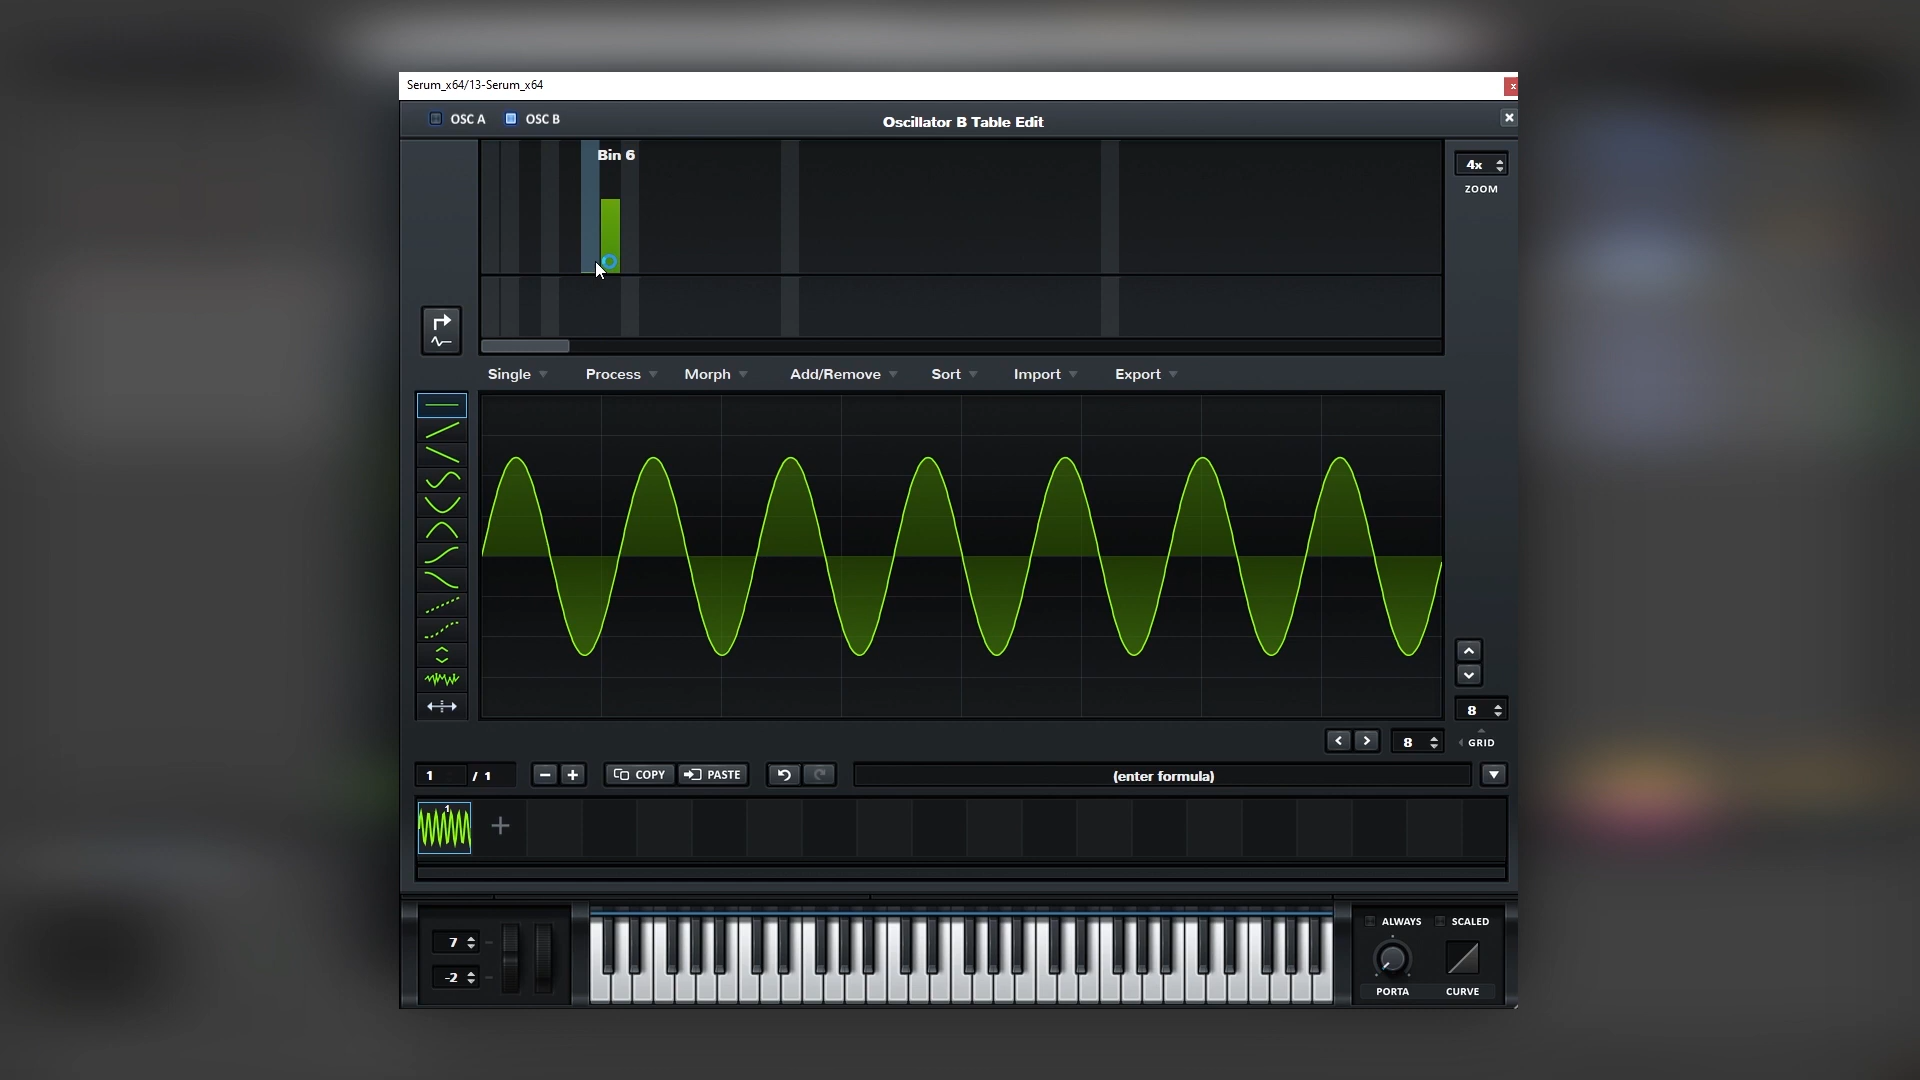 Serum_x64/13-Serum_x64
x
OSC A
OSC B
Oscillator B Table Edit
Bin 6
4x
ZOOM
Single
Process
Morph
Add/Remove
Sort
Import
Export
8
8
GRID
1 / 1
COPY
PASTE
(enter formula)
1
7
-2
ALWAYS
SCALED
PORTA
CURVE